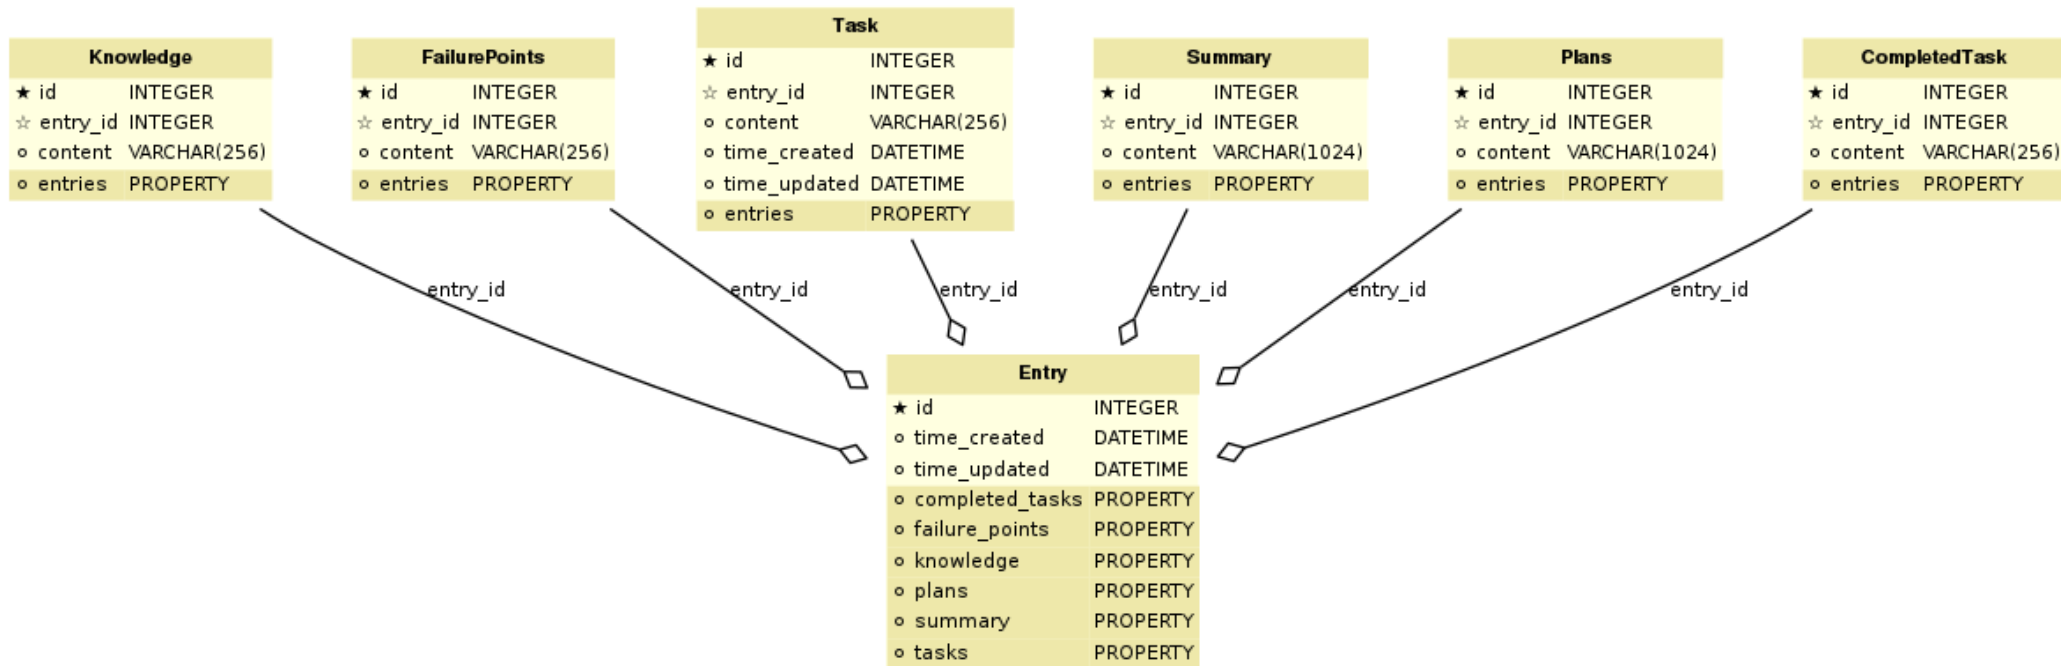 Knowledge
★ id INTEGER
☆ entry_id INTEGER
○ content VARCHAR(256)
○ entries PROPERTY
FailurePoints
★ id INTEGER
☆ entry_id INTEGER
○ content VARCHAR(256)
○ entries PROPERTY
Task
★ id INTEGER
☆ entry_id INTEGER
○ content VARCHAR(256)
○ time_created DATETIME
○ time_updated DATETIME
○ entries PROPERTY
Summary
★ id INTEGER
☆ entry_id INTEGER
○ content VARCHAR(1024)
○ entries PROPERTY
Plans
★ id INTEGER
☆ entry_id INTEGER
○ content VARCHAR(1024)
○ entries PROPERTY
CompletedTask
★ id INTEGER
☆ entry_id INTEGER
○ content VARCHAR(256)
○ entries PROPERTY
entry_id
entry_id
entry_id
entry_id
entry_id
entry_id
Entry
★ id INTEGER
○ time_created DATETIME
○ time_updated DATETIME
○ completed_tasks PROPERTY
○ failure_points PROPERTY
○ knowledge PROPERTY
○ plans PROPERTY
○ summary PROPERTY
○ tasks PROPERTY